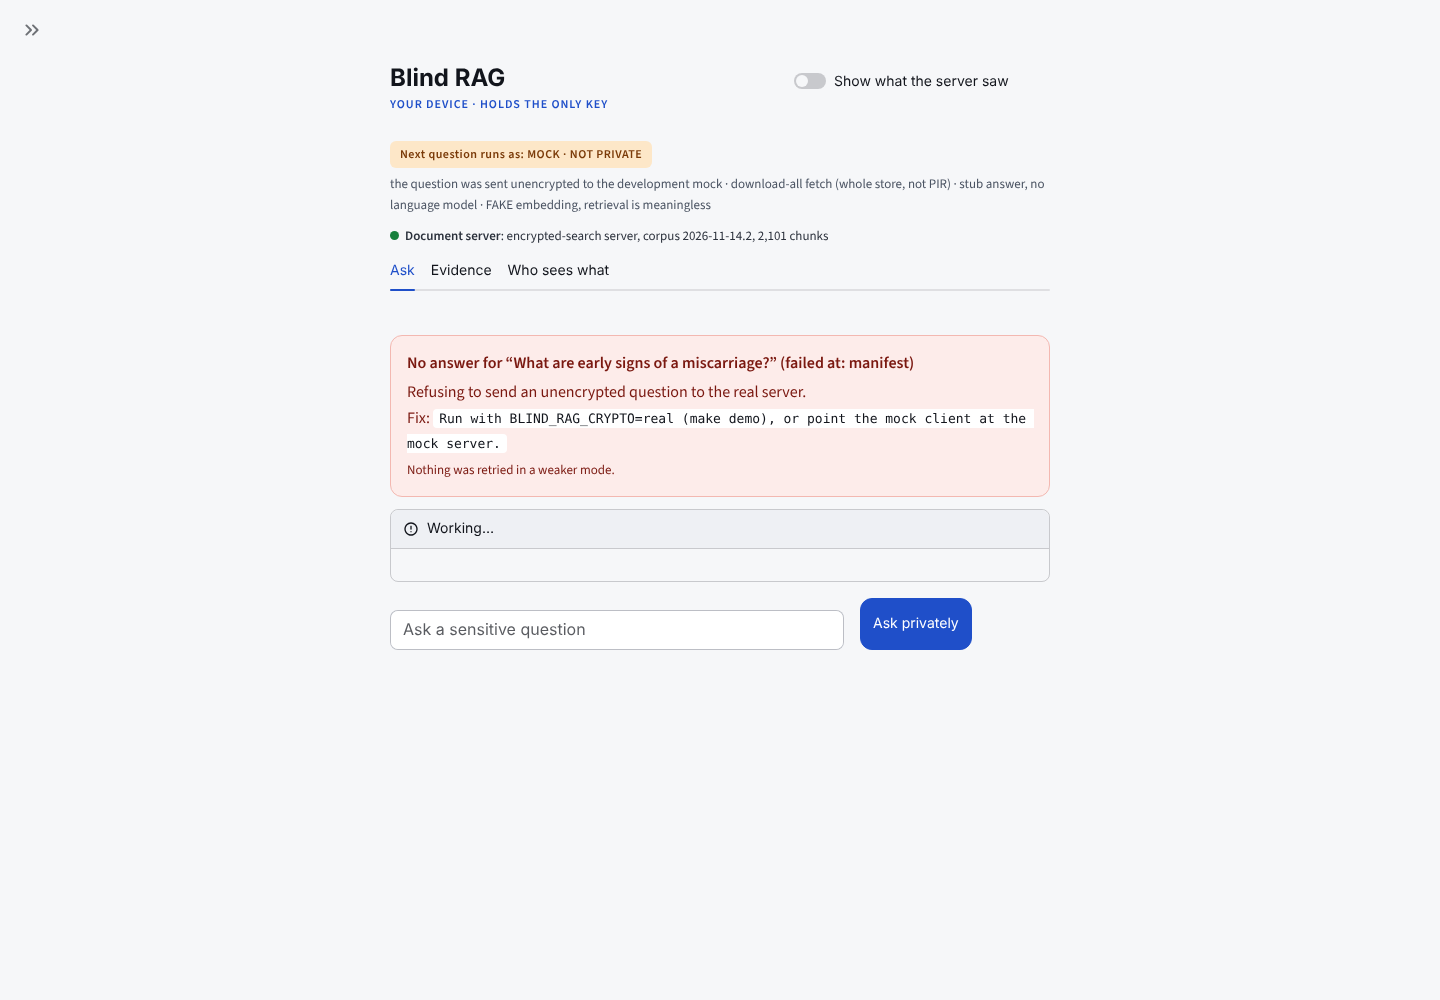 Blind RAG
Show what the server saw
YOUR DEVICE · HOLDS THE ONLY KEY
Next question runs as: MOCK · NOT PRIVATE
the question was sent unencrypted to the development mock · download-all fetch (whole store, not PIR) · stub answer, no
language model · FAKE embedding, retrieval is meaningless
Document server: encrypted-search server, corpus 2026-11-14.2, 2,101 chunks
Ask Evidence Who sees what
No answer for “What are early signs of a miscarriage?” (failed at: manifest)
Refusing to send an unencrypted question to the real server.
Fix: Run with BLIND_RAG_CRYPTO=real (make demo), or point the mock client at the
mock server.
Nothing was retried in a weaker mode.
Working...
Ask a sensitive question
Ask privately